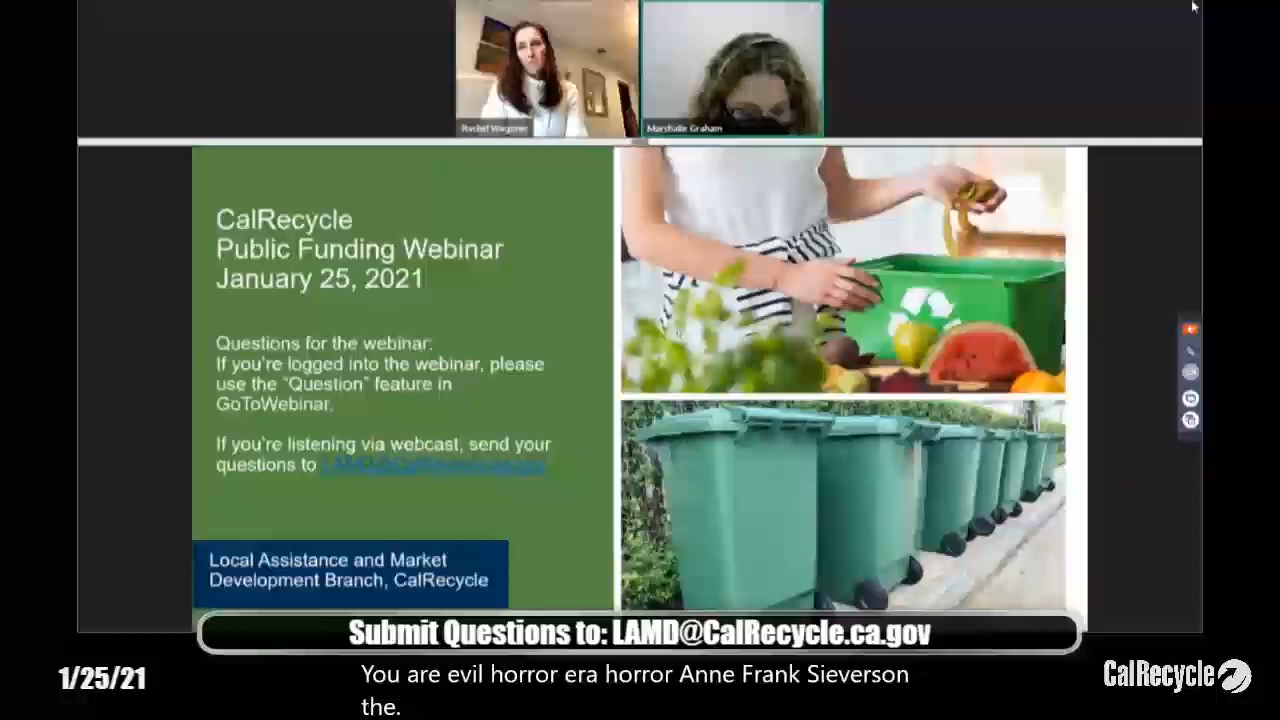 Marshalle Graham
CalRecycle
Public Funding Webinar
January 25, 2021
Questions for the webinar:
If you're logged into the webinar, please
use the "Question" feature in
GoToWebinar.
If you're listening via webcast, send your
questions to
Local Assistance and Market
Development Branch, CalRecycle
Submit Questions to: LAMD@CalRecycle.ca.gov
1/25/21
You are evil horror era horror Anne Frank Sieverson
the.
CalRecycle